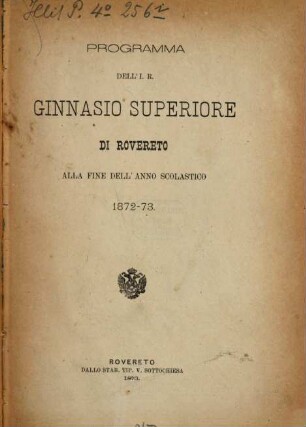 PROGRAMMA
DELL' I. R.
GINNASIO SUPERIORE
DI ROVERETO
ALLA FINE DELL' ANNO SCOLASTICO
1872-73.
ROVERETO
DALLO STAB. TIP. V. SOTTOCHIESA
1873.